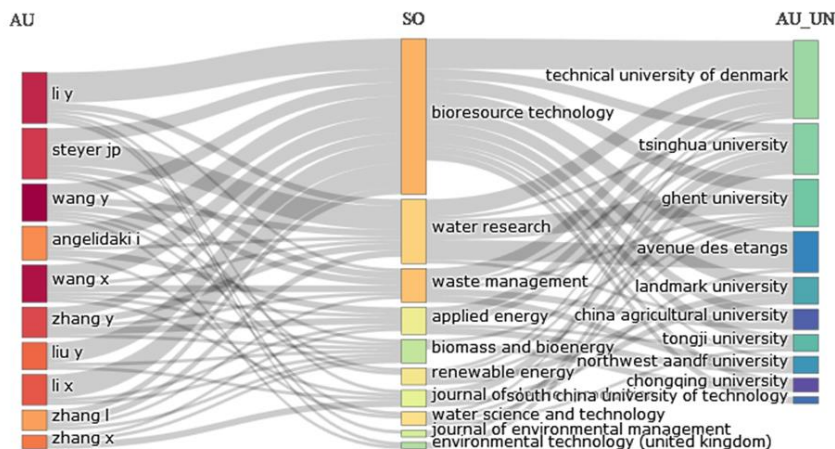 AU
SO
AU_UN
li y
steyer jp
wang y
angelidaki i
wang x
zhang y
liu y
li x
zhang l
zhang x
bioresource technology
water research
waste management
applied energy
biomass and bioenergy
renewable energy
journal of
water science and technology
journal of environmental management
environmental technology (united kingdom)
technical university of denmark
tsinghua university
ghent university
avenue des etangs
landmark university
china agricultural university
tongji university
northwest aandf university
chongqing university
south china university of technology